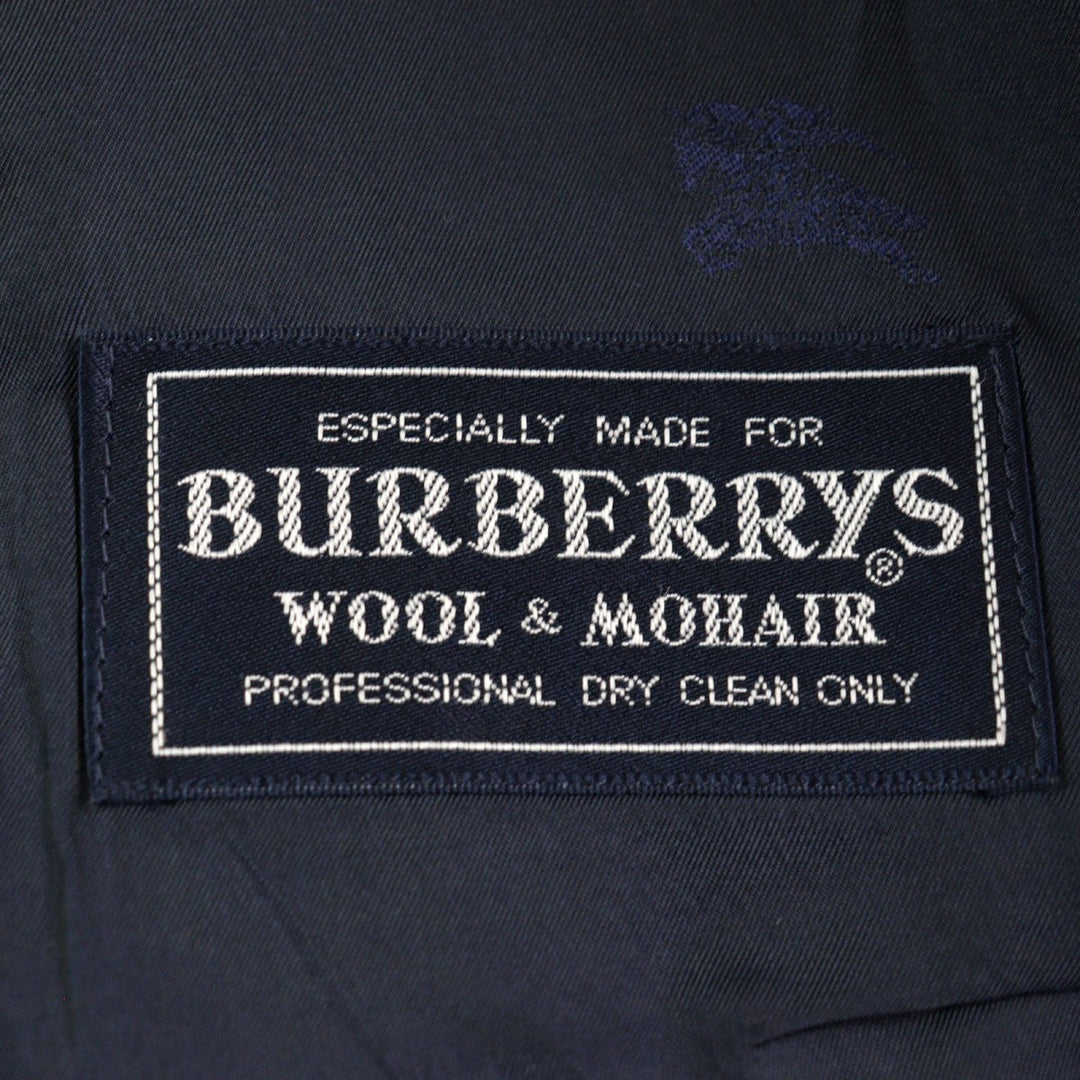 ESPECIALLY MADE FOR
BURBERRYS®
WOOL & MOHAIR
PROFESSIONAL DRY CLEAN ONLY